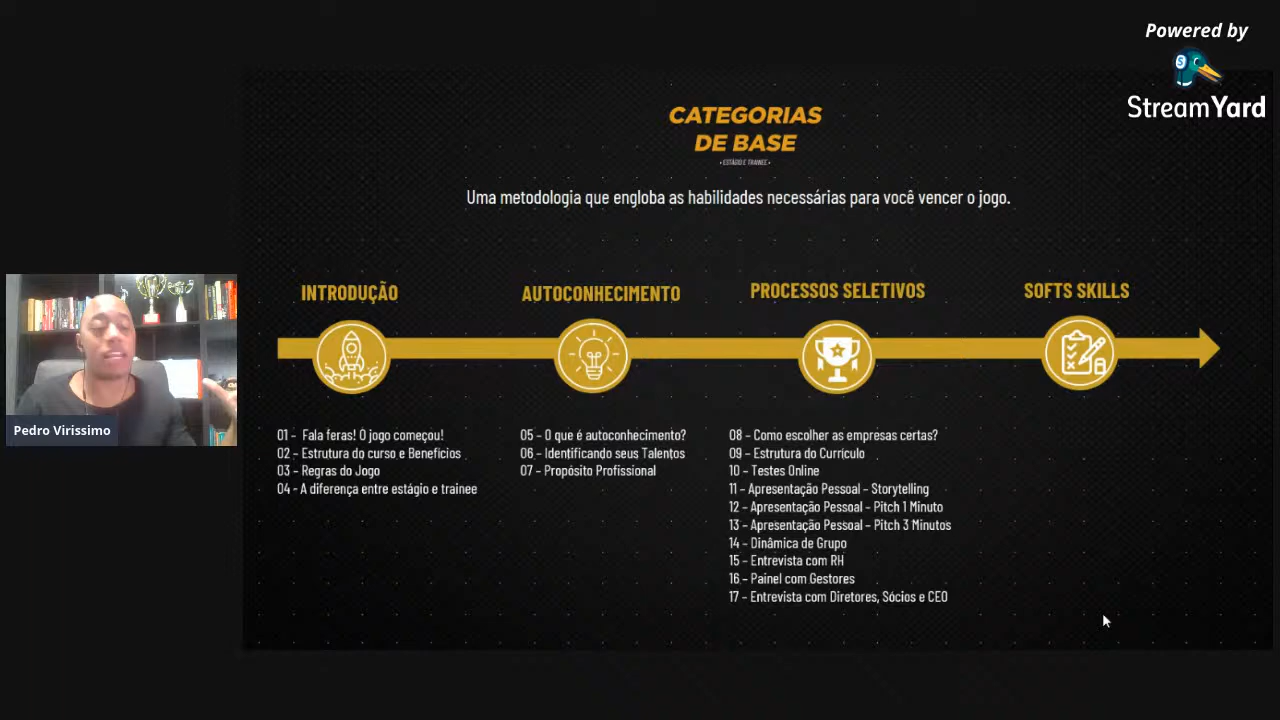 Powered by
StreamYard
CATEGORIAS
DE BASE
• ESTÁGIO E TRAINEE •
Uma metodologia que engloba as habilidades necessárias para você vencer o jogo.
INTRODUÇÃO
AUTOCONHECIMENTO
PROCESSOS SELETIVOS
SOFTS SKILLS
01 - Fala feras! O jogo começou!
02 - Estrutura do curso e Benefícios
03 - Regras do Jogo
04 - A diferença entre estágio e trainee
05 - O que é autoconhecimento?
06 - Identificando seus Talentos
07 - Propósito Profissional
08 - Como escolher as empresas certas?
09 - Estrutura do Currículo
10 - Testes Online
11 - Apresentação Pessoal - Storytelling
12 - Apresentação Pessoal - Pitch 1 Minuto
13 - Apresentação Pessoal - Pitch 3 Minutos
14 - Dinâmica de Grupo
15 - Entrevista com RH
16 - Painel com Gestores
17 - Entrevista com Diretores, Sócios e CEO
Pedro Virissimo